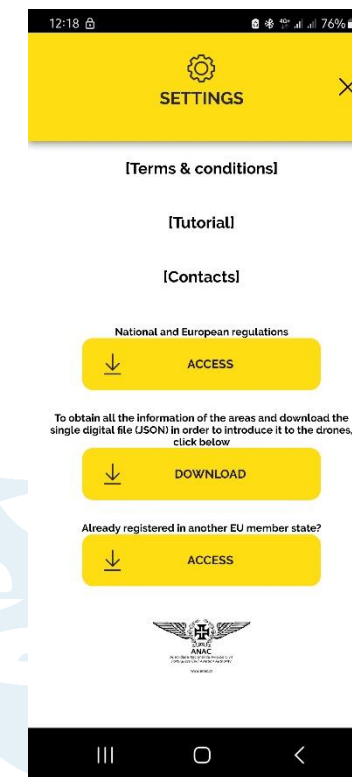 12:18
76%
SETTINGS
[Terms & conditions]
[Tutorial]
[Contacts]
National and European regulations
ACCESS
To obtain all the information of the areas and download the
single digital file (JSON) in order to introduce it to the drones,
click below
DOWNLOAD
Already registered in another EU member state?
ACCESS
ANAC